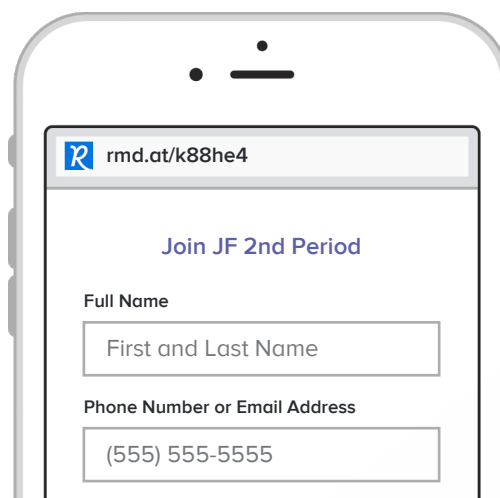 rmd.at/k88he4
Join JF 2nd Period
Full Name
First and Last Name
Phone Number or Email Address
(555) 555-5555